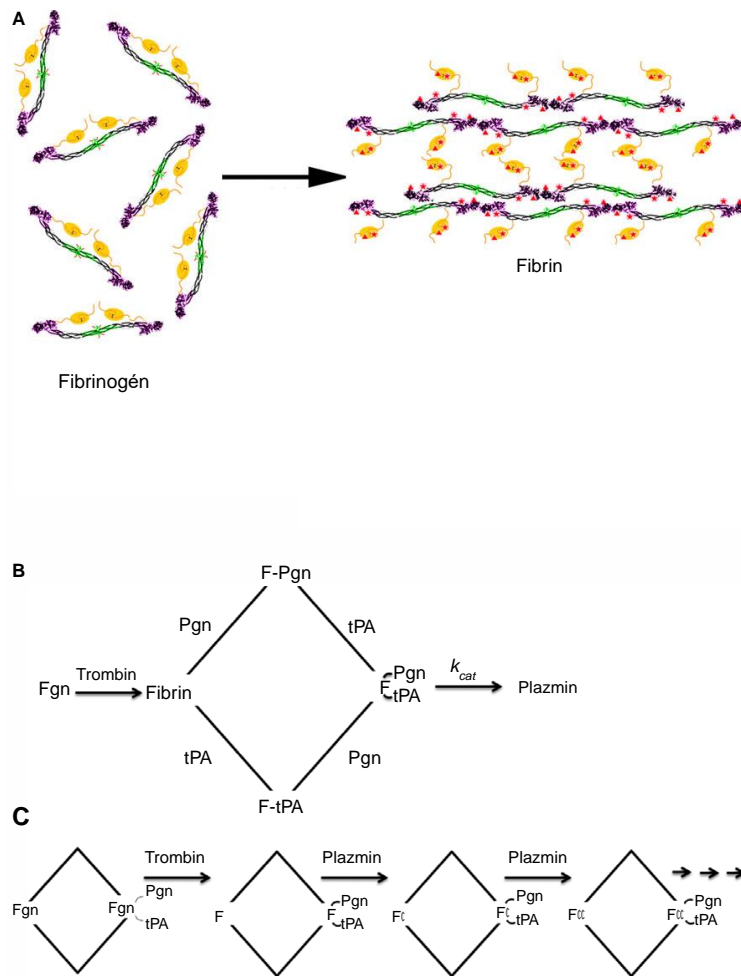 A
Fibrinogén
Fibrin
B
F-Pgn
Pgn
tPA
Fgn
Trombin
Fibrin
F
Pgn
tPA
kcat
Plazmin
tPA
Pgn
F-tPA
C
Trombin
Plazmin
Plazmin
Fgn
Fgn
Pgn
tPA
F
F
Pgn
tPA
F
F
Pgn
tPA
F
F
Pgn
tPA